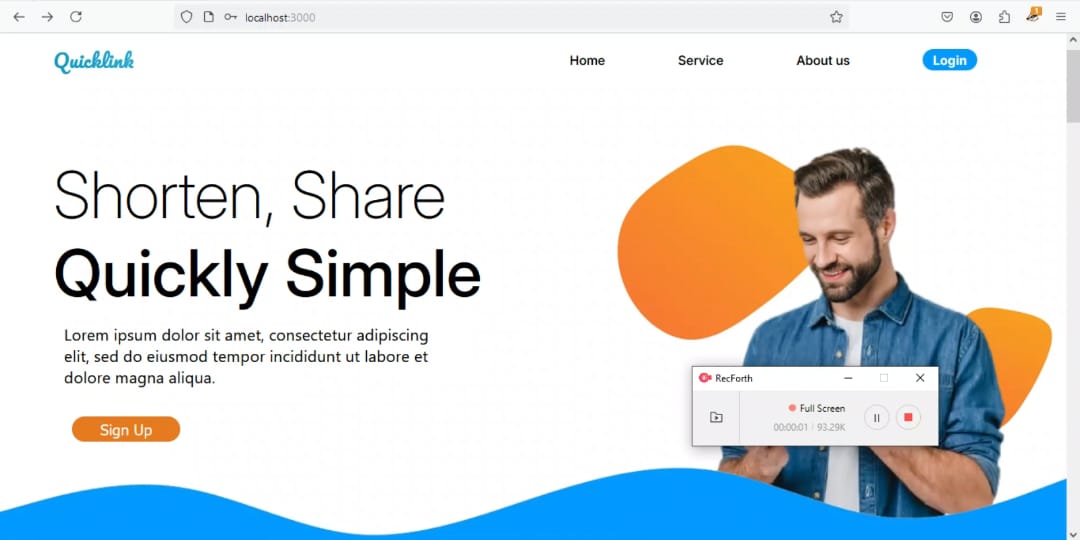 localhost:3000
1
Quicklink
Home
Service
About us
Login
Shorten, Share
Quickly Simple
Lorem ipsum dolor sit amet, consectetur adipiscing
elit, sed do eiusmod tempor incididunt ut labore et
dolore magna aliqua.
Sign Up
RecForth
Full Screen
00:00:01 | 93.29K